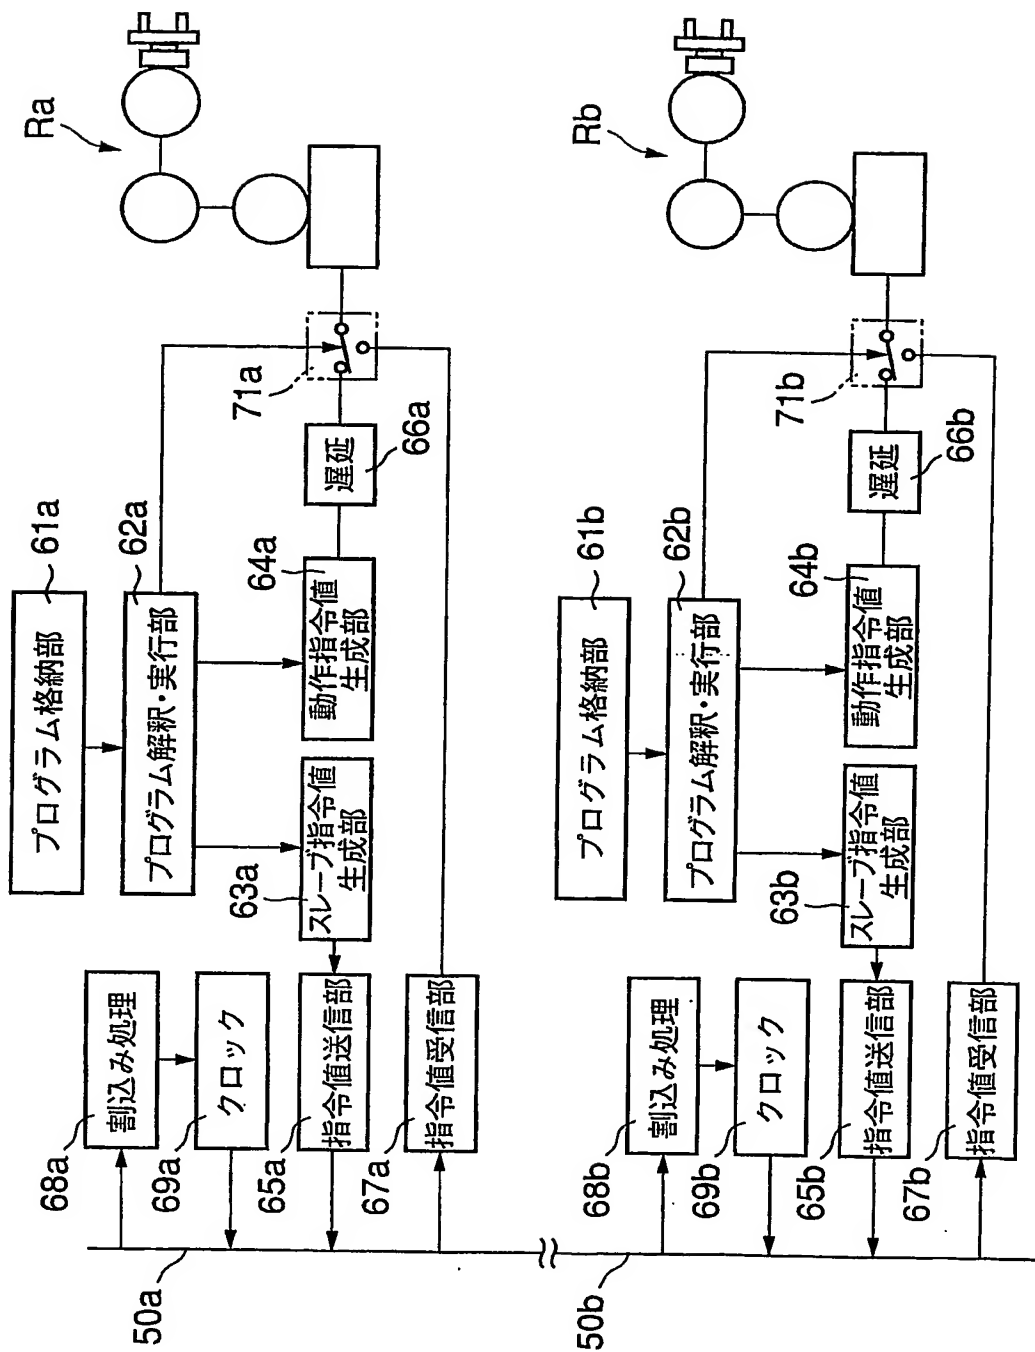 Ra
71a
66a
遅延
61a
プログラム格納部
62a
プログラム解釈・実行部
64a
動作指令値
生成部
63a
スレーブ指令値
生成部
68a
割込み処理
69a
クロック
65a
指令値送信部
67a
指令値受信部
50a
Rb
71b
66b
遅延
61b
プログラム格納部
62b
プログラム解釈・実行部
64b
動作指令値
生成部
63b
スレーブ指令値
生成部
68b
割込み処理
69b
クロック
65b
指令値送信部
67b
指令値受信部
50b